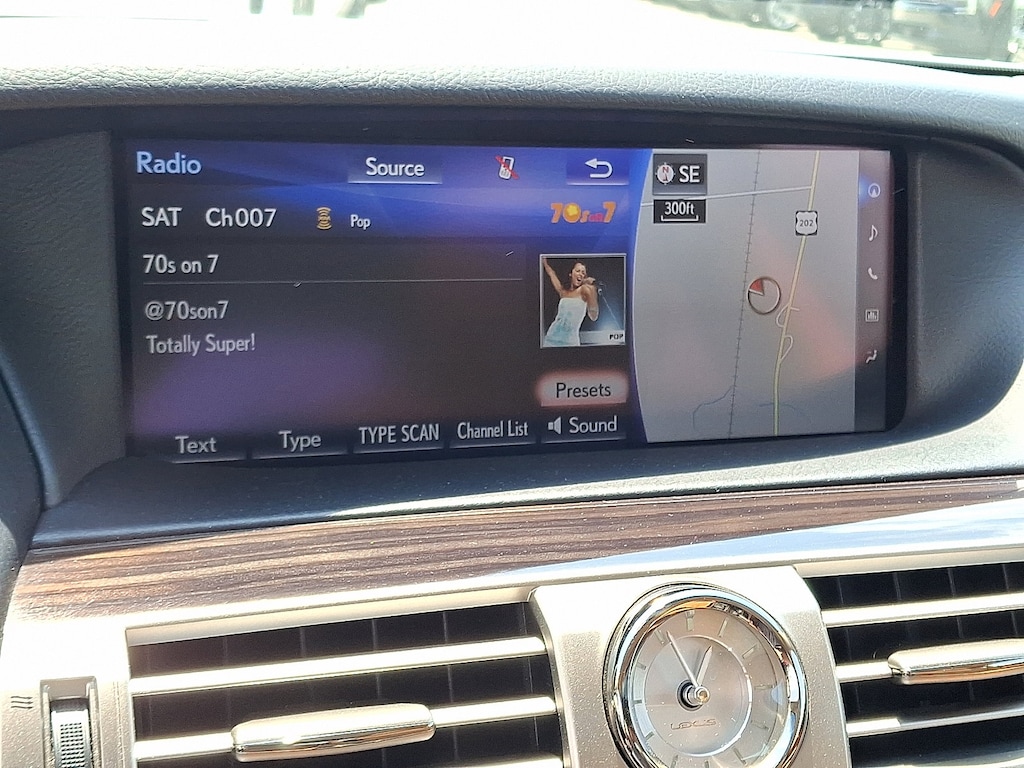 Radio
Source
SE
SAT Ch007
Pop
70s on 7
300ft
202
70s on 7
@70son7
Totally Super!
POP
Presets
Text
Type
TYPE SCAN
Channel List
Sound
LEXUS